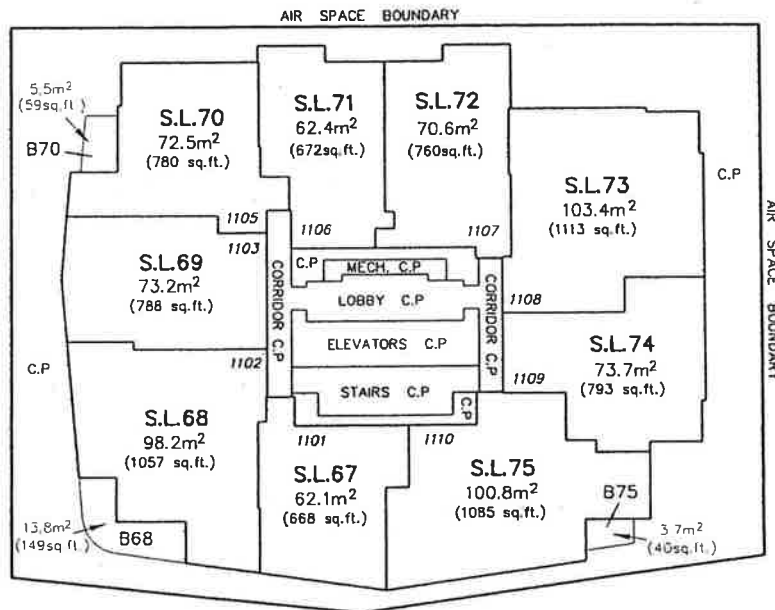 AIR SPACE BOUNDARY
5.5m²
(59sq.ft.)
B70
S.L.70
72.5m²
(780 sq.ft.)
1105
S.L.71
62.4m²
(672sq.ft.)
1106
S.L.72
70.6m²
(760sq.ft.)
1107
S.L.73
103.4m²
(1113 sq.ft.)
1108
C.P
AIR SPACE BOUNDARY
1103
S.L.69
73.2m²
(788 sq.ft.)
CORRIDOR C.P
C.P
MECH, C.P
LOBBY C.P
ELEVATORS C.P
STAIRS C.P
C.P
CORRIDOR C.P
S.L.74
73.7m²
(793 sq.ft.)
1109
C.P
1102
S.L.68
98.2m²
(1057 sq.ft.)
1101
S.L.67
62.1m²
(668 sq.ft.)
1110
S.L.75
100.8m²
(1085 sq.ft.)
B75
3.7m²
(40sq.ft.)
C.P
13.8m²
(149sq.ft.)
B68